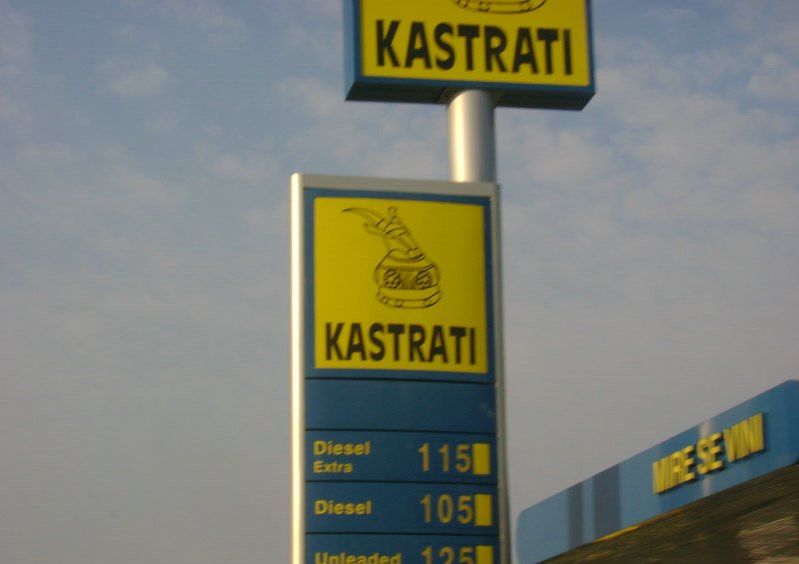 KASTRATI
KASTRATI
Diesel 115
Extra
Diesel 105
Unleaded 125
MIRE SE VINI